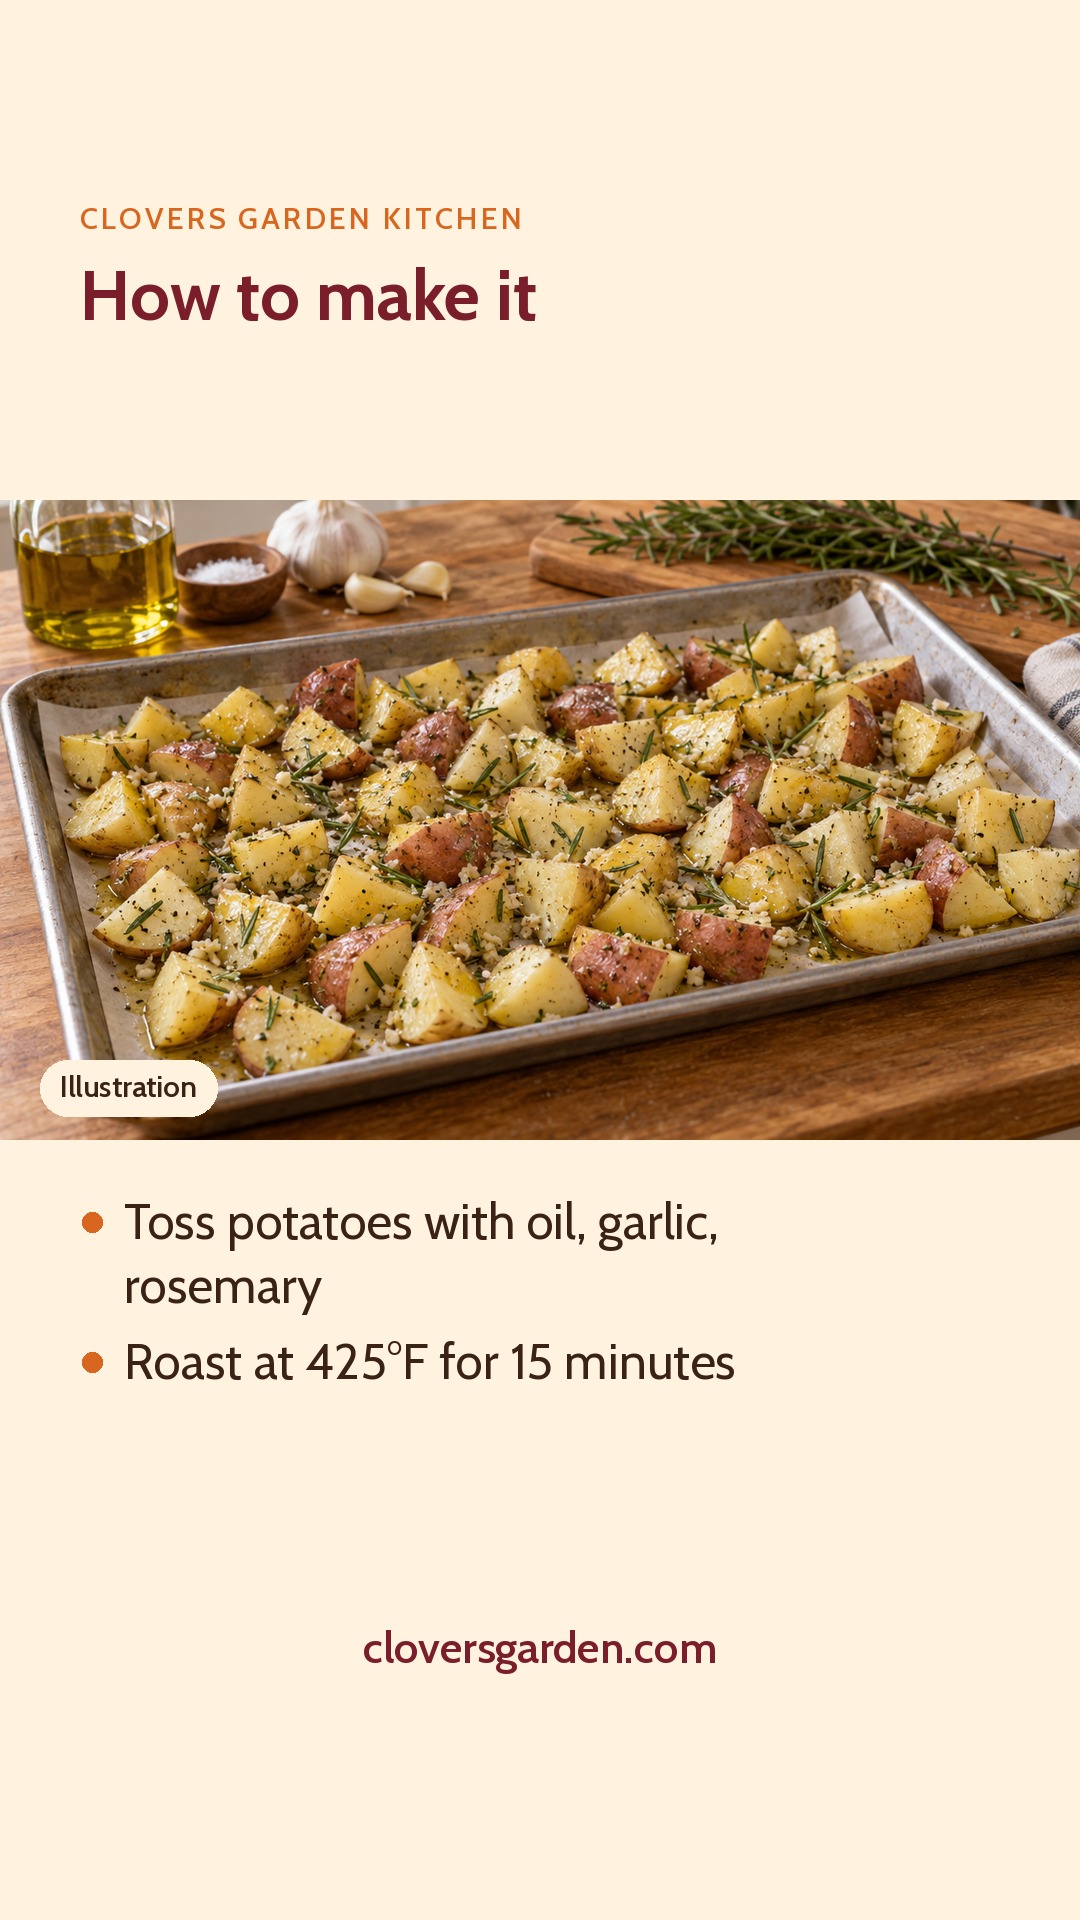 CLOVERS GARDEN KITCHEN
How to make it
Illustration
Toss potatoes with oil, garlic,
rosemary
Roast at 425°F for 15 minutes
cloversgarden.com